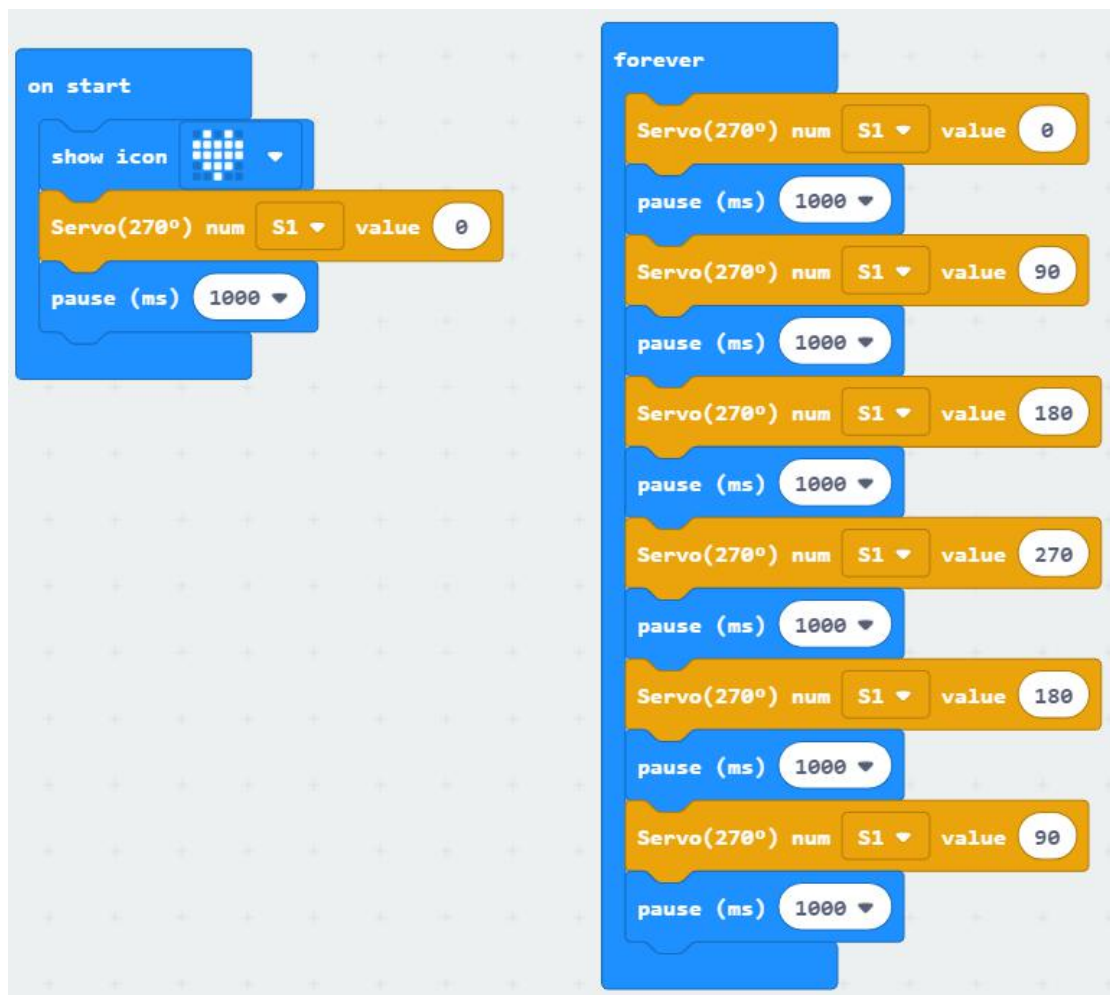 on start
show icon
Servo(270º) num S1 value 0
pause (ms) 1000
forever
Servo(270º) num S1 value 0
pause (ms) 1000
Servo(270º) num S1 value 90
pause (ms) 1000
Servo(270º) num S1 value 180
pause (ms) 1000
Servo(270º) num S1 value 270
pause (ms) 1000
Servo(270º) num S1 value 180
pause (ms) 1000
Servo(270º) num S1 value 90
pause (ms) 1000